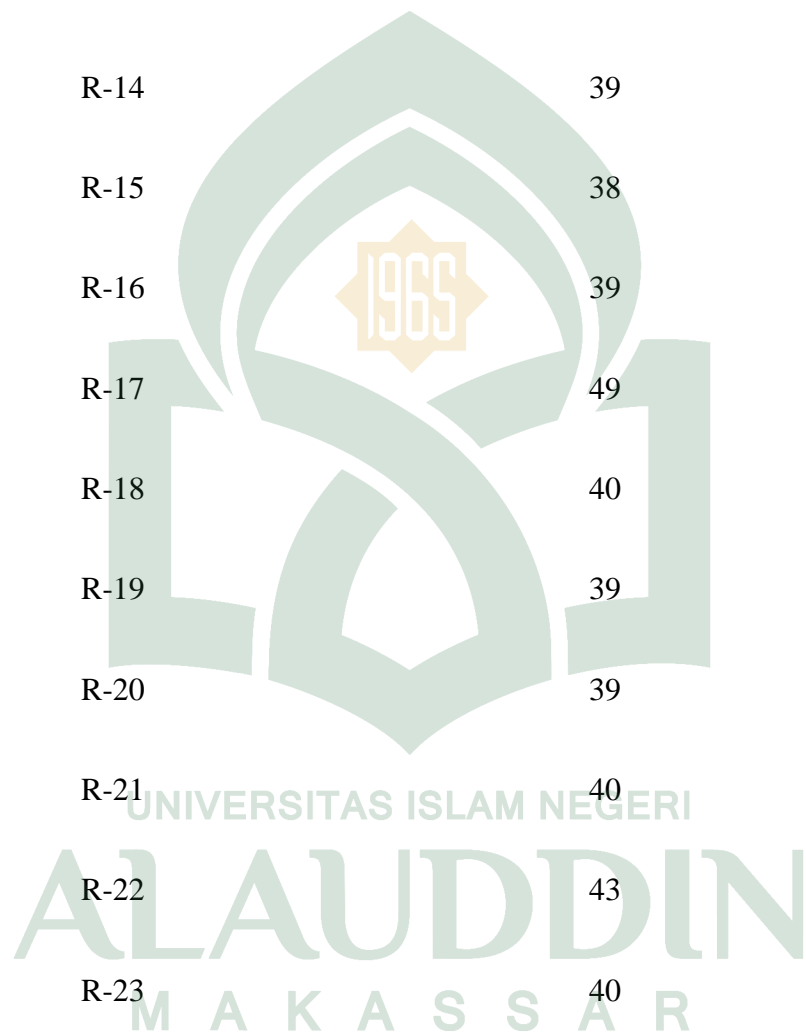 R-14 39
R-15 38
R-16 39
1965
R-17 49
R-18 40
R-19 39
R-20 39
R-21 40
UNIVERSITAS ISLAM NEGERI
R-22 43
ALAUDDIN
R-23 40
MAKASSAR